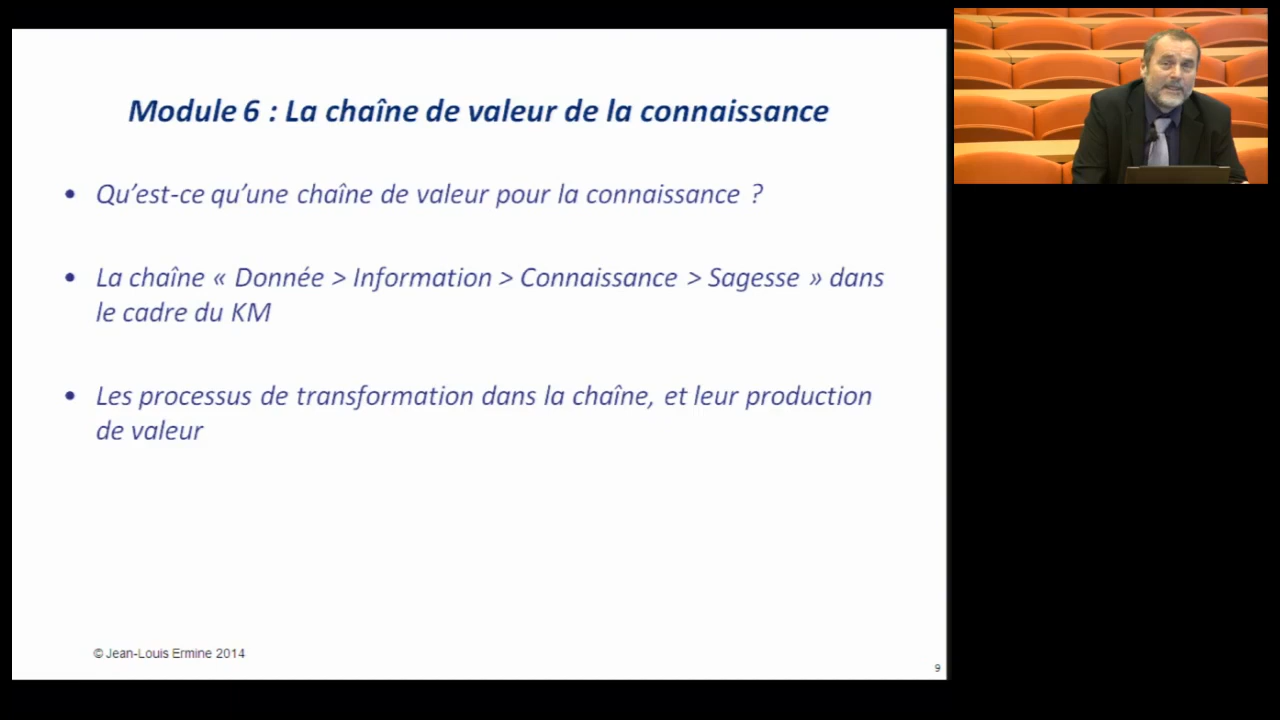 Module 6 : La chaîne de valeur de la connaissance
• Qu’est-ce qu’une chaîne de valeur pour la connaissance ?
• La chaîne « Donnée > Information > Connaissance > Sagesse » dans
le cadre du KM
• Les processus de transformation dans la chaîne, et leur production
de valeur
© Jean-Louis Ermine 2014
9